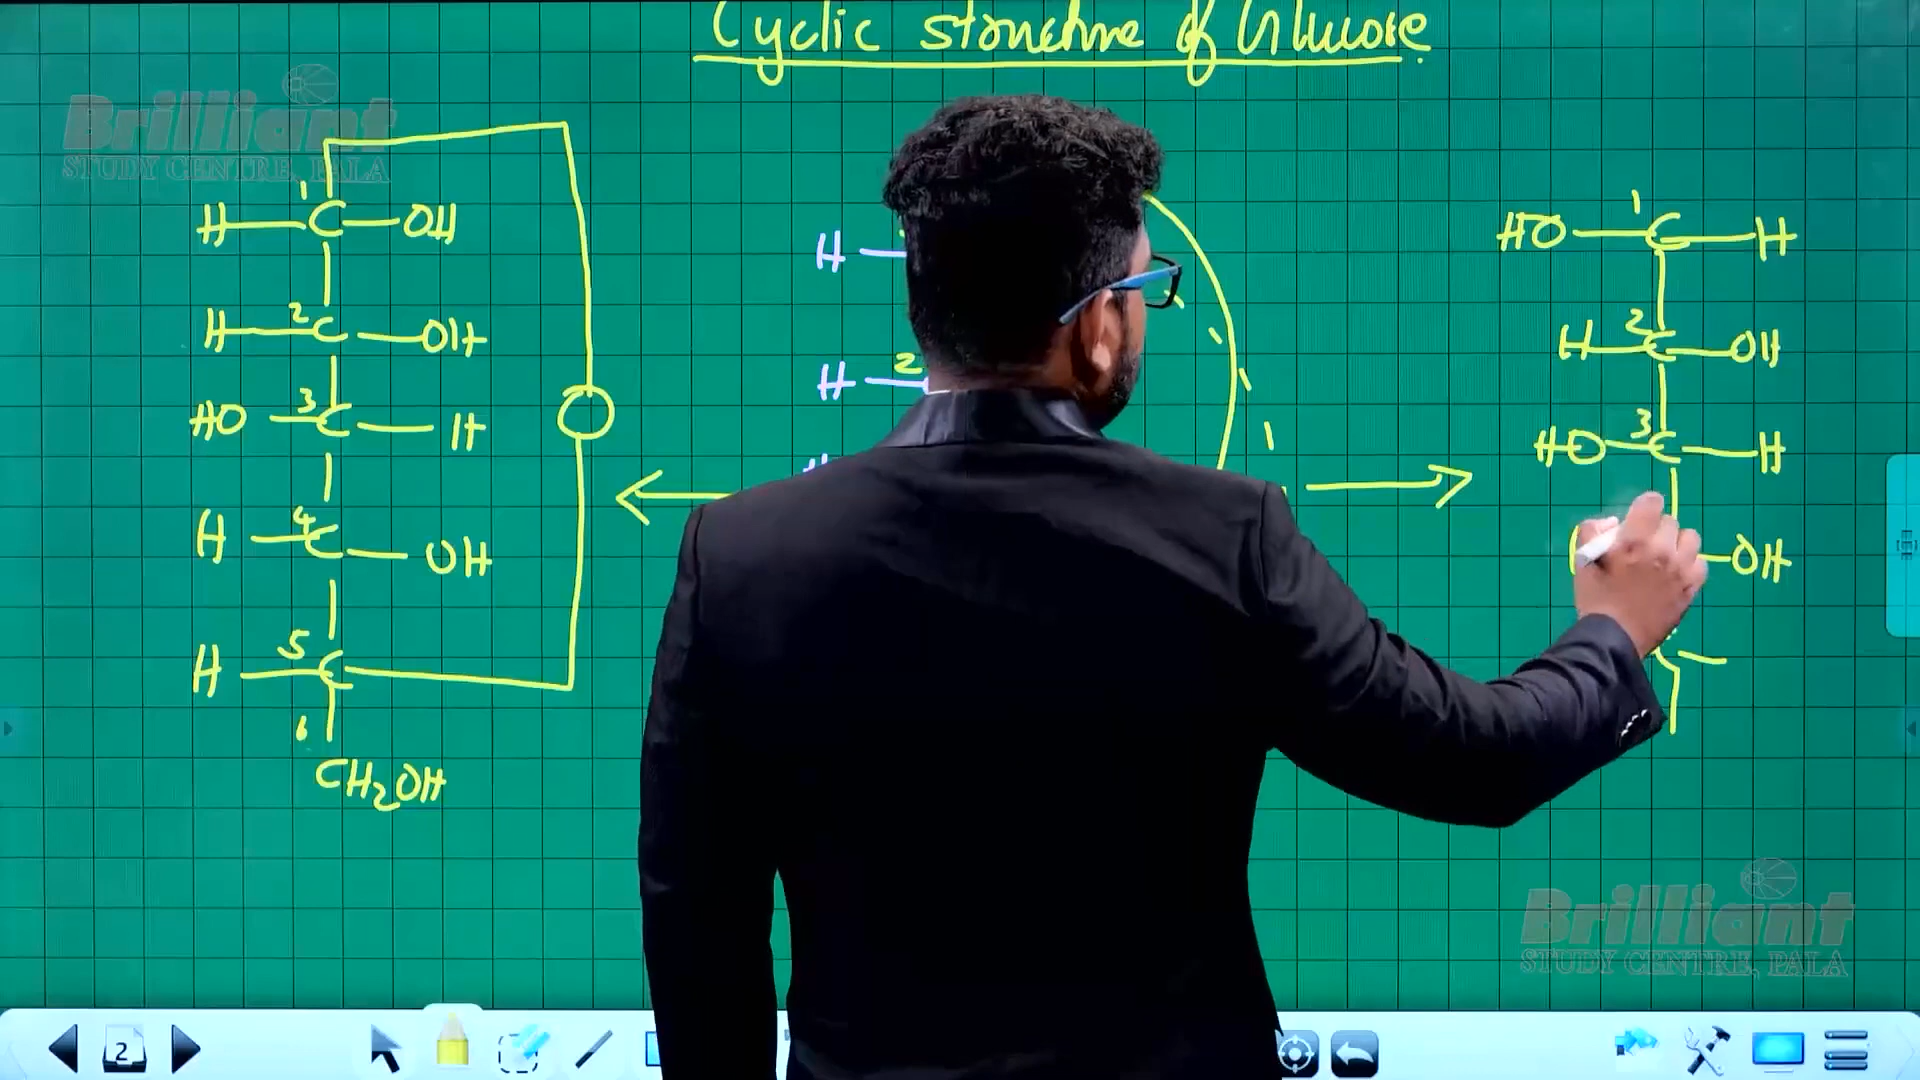 Cyclic structure of Glucose.
Brilliant
STUDY CENTRE, PALA
1
H C OH
2
H C OH
3
HO C H
4
H C OH
5
H C
O
6
CH2OH
H
2
H
H
1
HO C H
2
H C OH
3
HO C H
OH
Brilliant
STUDY CENTRE, PALA
2